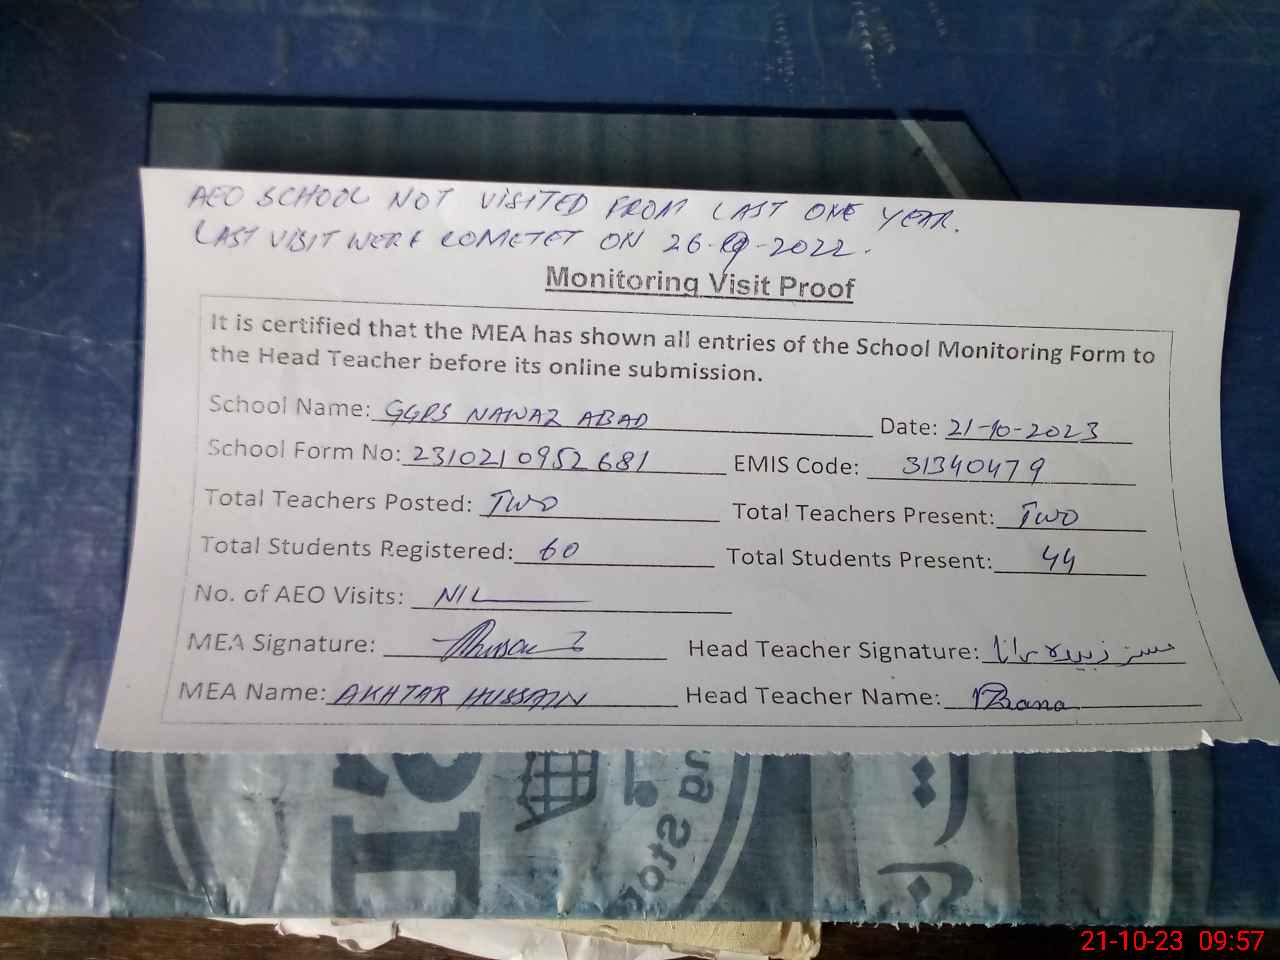 AEO SCHOOL NOT VISITED FROM LAST ONE YEAR.
LAST VISIT WERE COMETET ON 26-09-2022.
Monitoring Visit Proof
It is certified that the MEA has shown all entries of the School Monitoring Form to
the Head Teacher before its online submission.
School Name: GGPS NAWAZ ABAD Date: 21-10-2023
School Form No: 2310210952681 EMIS Code: 31340479
Total Teachers Posted: TWO Total Teachers Present: TWO
Total Students Registered: 60 Total Students Present: 44
No. of AEO Visits: NIL
MEA Signature: Head Teacher Signature: مسز زبیدہ رانا
MEA Name: AKHTAR HUSSAIN Head Teacher Name: ZRana
21-10-23 09:57